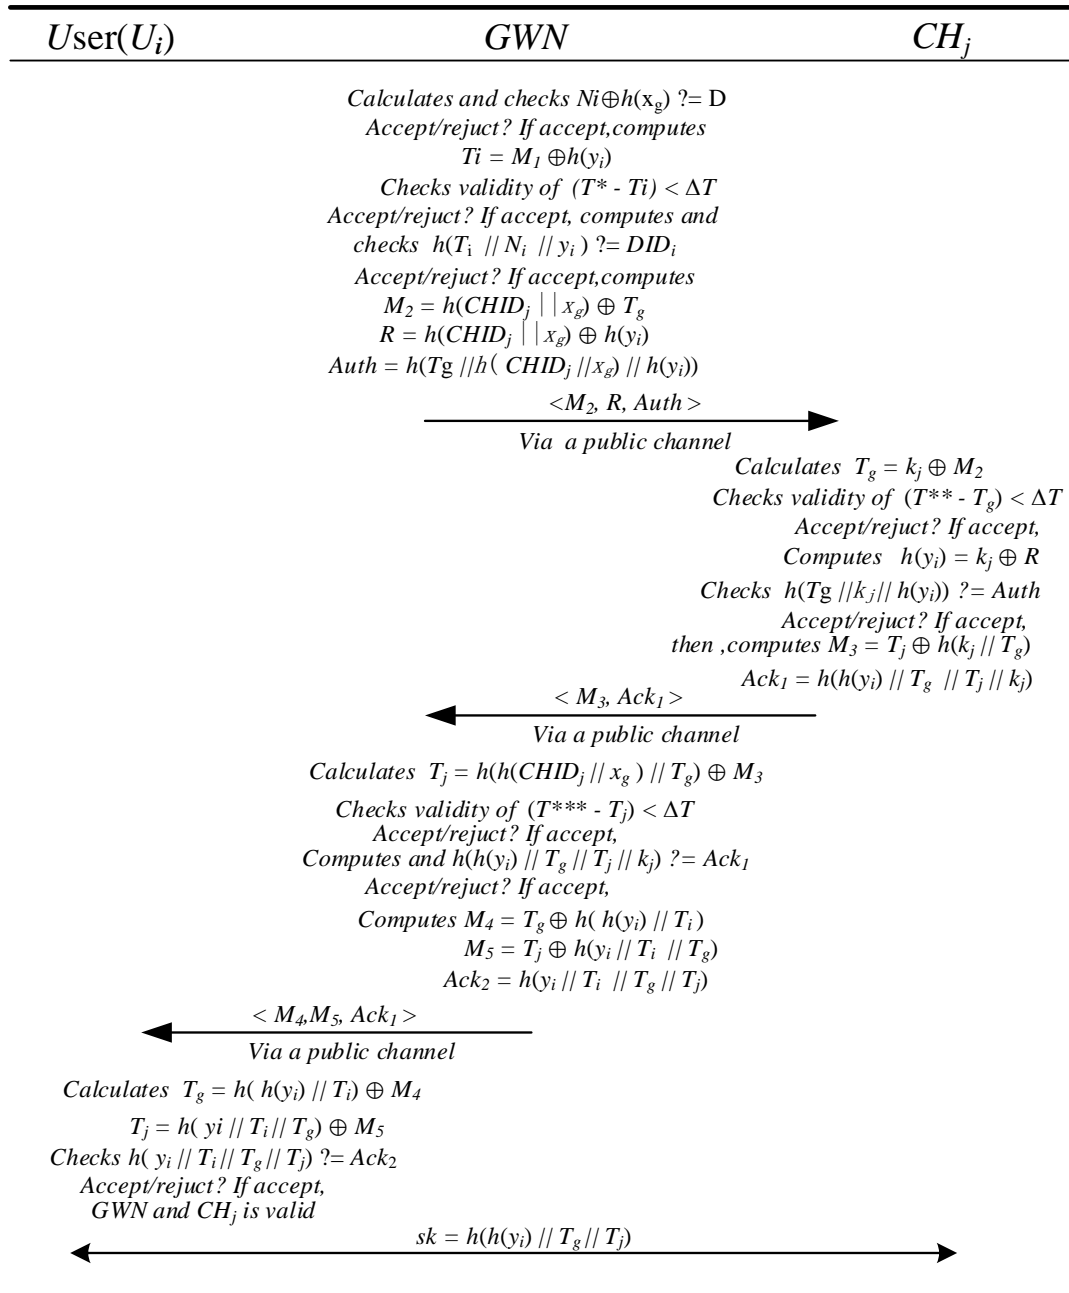 User(Ui) GWN CHj
Calculates and checks Ni⊕h(xg) ?= D
Accept/rejuct? If accept,computes
Ti = M1 ⊕h(yi)
Checks validity of (T* - Ti) < ΔT
Accept/rejuct? If accept, computes and
checks h(Ti || Ni || yi ) ?= DIDi
Accept/rejuct? If accept,computes
M2 = h(CHIDj || xg) ⊕ Tg
R = h(CHIDj || xg) ⊕ h(yi)
Auth = h(Tg ||h( CHIDj ||xg) || h(yi))
<M2, R, Auth >
Via a public channel
Calculates Tg = kj ⊕ M2
Checks validity of (T** - Tg) < ΔT
Accept/rejuct? If accept,
Computes h(yi) = kj ⊕ R
Checks h(Tg ||kj|| h(yi)) ?= Auth
Accept/rejuct? If accept,
then ,computes M3 = Tj ⊕ h(kj || Tg)
Ack1 = h(h(yi) || Tg || Tj || kj)
< M3, Ack1 >
Via a public channel
Calculates Tj = h(h(CHIDj || xg ) || Tg) ⊕ M3
Checks validity of (T*** - Tj) < ΔT
Accept/rejuct? If accept,
Computes and h(h(yi) || Tg || Tj || kj) ?= Ack1
Accept/rejuct? If accept,
Computes M4 = Tg ⊕ h( h(yi) || Ti )
M5 = Tj ⊕ h(yi || Ti || Tg)
Ack2 = h(yi || Ti || Tg || Tj)
< M4,M5, Ack1 >
Via a public channel
Calculates Tg = h( h(yi) || Ti) ⊕ M4
Tj = h( yi || Ti || Tg) ⊕ M5
Checks h( yi || Ti || Tg || Tj) ?= Ack2
Accept/rejuct? If accept,
GWN and CHj is valid
sk = h(h(yi) || Tg || Tj)